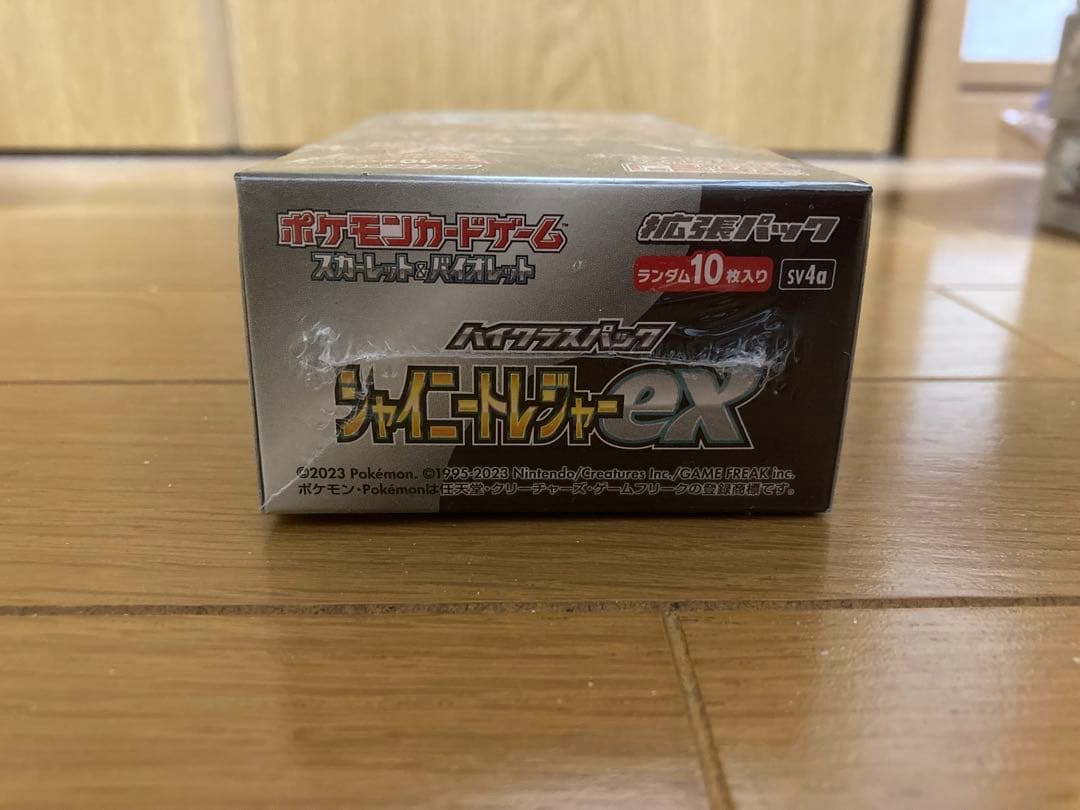 ポケモンカードゲーム™
スカーレット&バイオレット
拡張パック
ランダム10枚入り sv4a
ハイクラスパック
シャイニートレジャーex
©2023 Pokémon. ©1995-2023 Nintendo/Creatures Inc./GAME FREAK inc.
ポケモン・Pokémonは任天堂・クリーチャーズ・ゲームフリークの登録商標です。